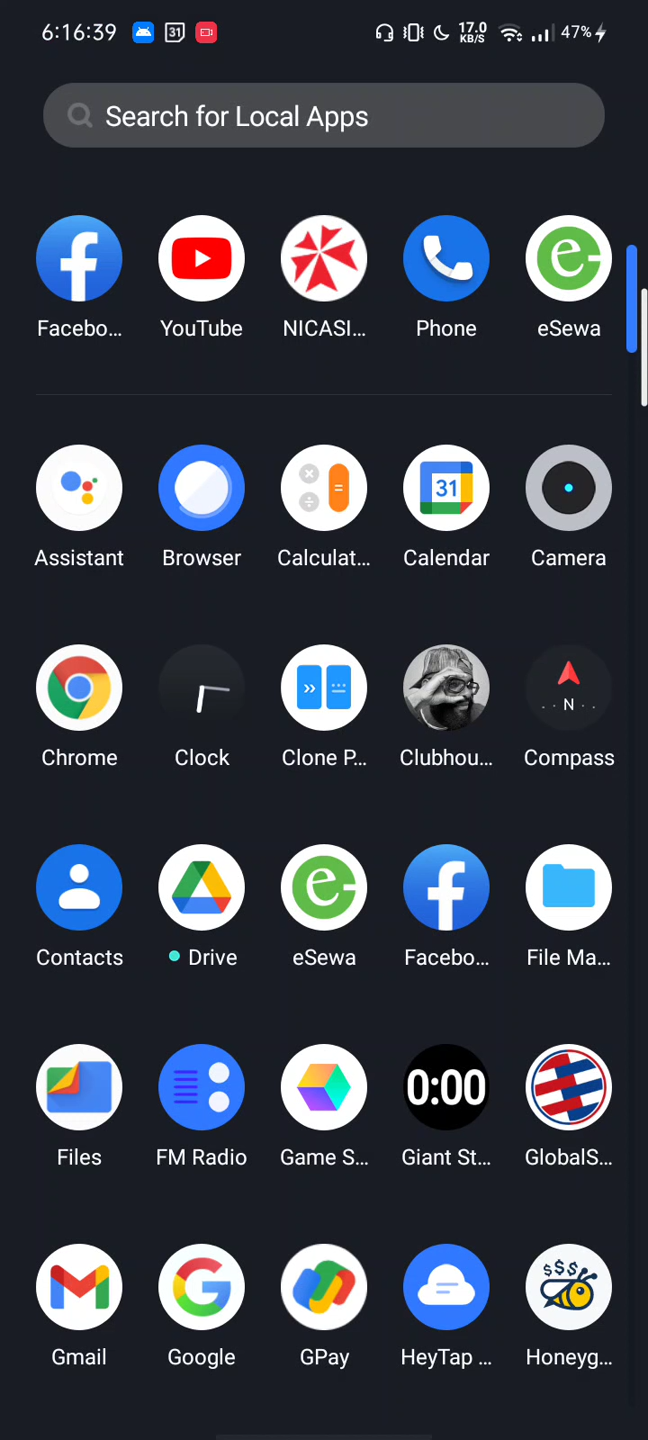 6:16:39 31 17.0 KB/S 47%
Search for Local Apps
Facebo... YouTube NICASI... Phone eSewa
31
Assistant Browser Calculat... Calendar Camera
N
Chrome Clock Clone P... Clubhou... Compass
Contacts Drive eSewa Facebo... File Ma...
0:00
Files FM Radio Game S... Giant St... GlobalS...
$$$
Gmail Google GPay HeyTap ... Honeyg...